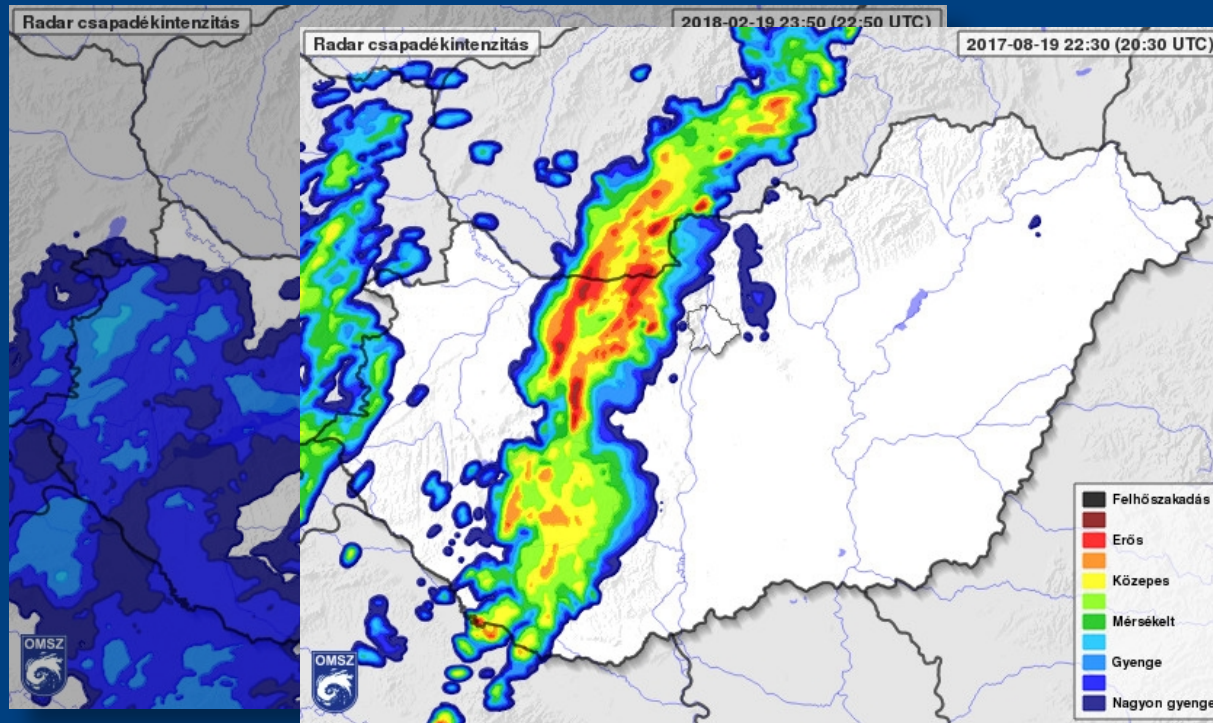 Radar csapadékintenzitás
2018-02-19 23:50 (22:50 UTC)
Radar csapadékintenzitás
2017-08-19 22:30 (20:30 UTC)
Felhőszakadás
Erős
Közepes
Mérsékelt
Gyenge
Nagyon gyenge
OMSZ
OMSZ